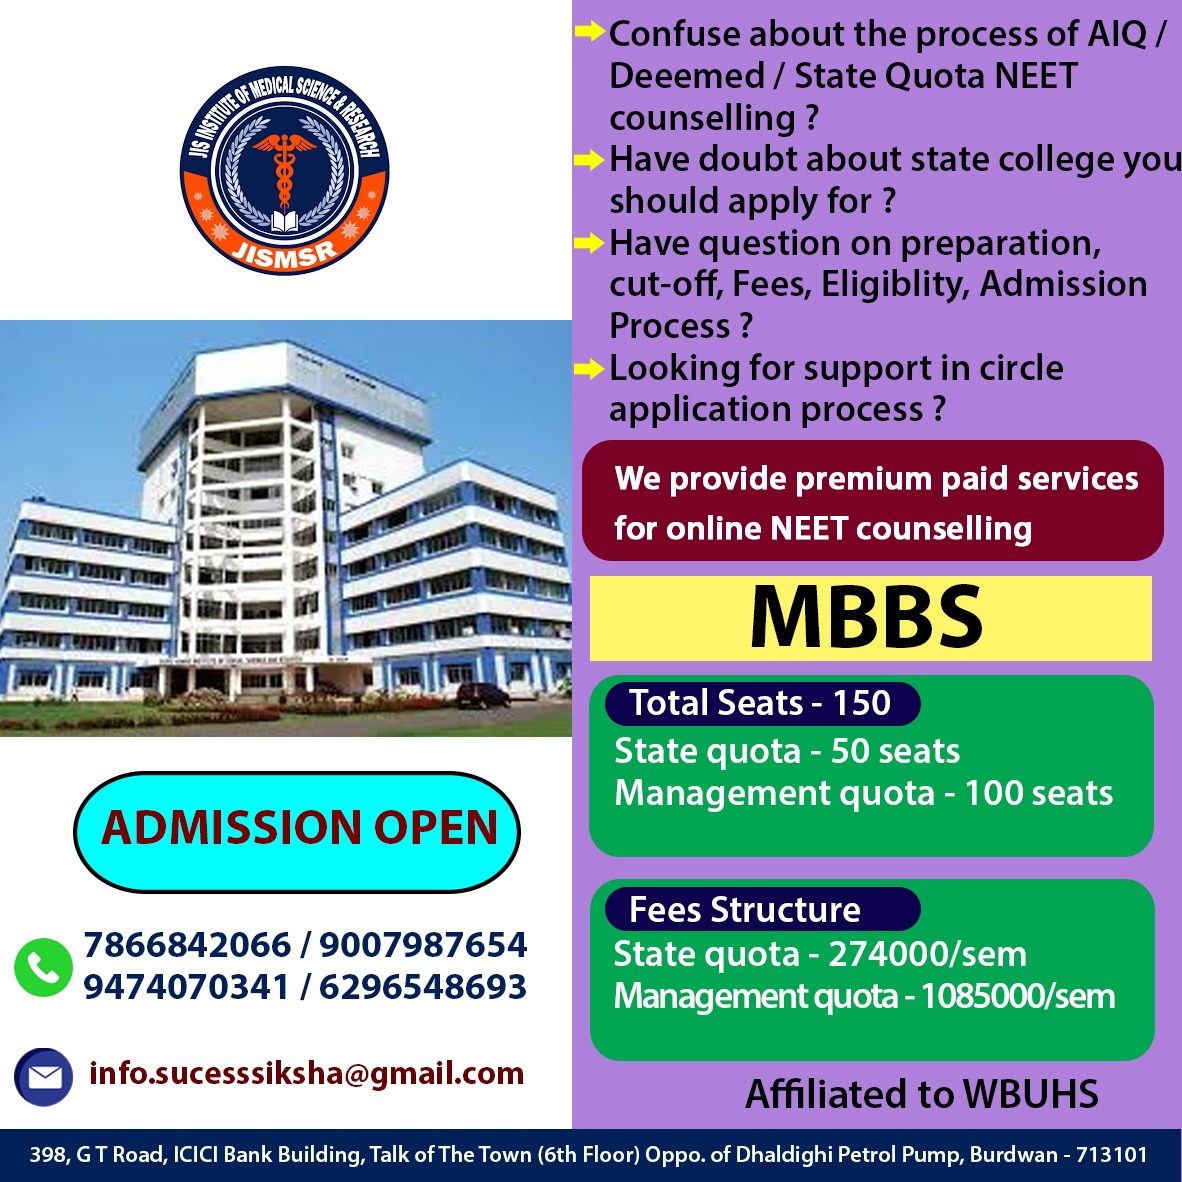 JIS INSTITUTE OF MEDICAL SCIENCE & RESEARCH
JISMSR
ADMISSION OPEN
7866842066 / 9007987654
9474070341 / 6296548693
info.sucesssiksha@gmail.com
Confuse about the process of AIQ /
Deeemed / State Quota NEET
counselling ?
Have doubt about state college you
should apply for ?
Have question on preparation,
cut-off, Fees, Eligiblity, Admission
Process ?
Looking for support in circle
application process ?
We provide premium paid services
for online NEET counselling
MBBS
Total Seats - 150
State quota - 50 seats
Management quota - 100 seats
Fees Structure
State quota - 274000/sem
Management quota - 1085000/sem
Affiliated to WBUHS
398, G T Road, ICICI Bank Building, Talk of The Town (6th Floor) Oppo. of Dhaldighi Petrol Pump, Burdwan - 713101